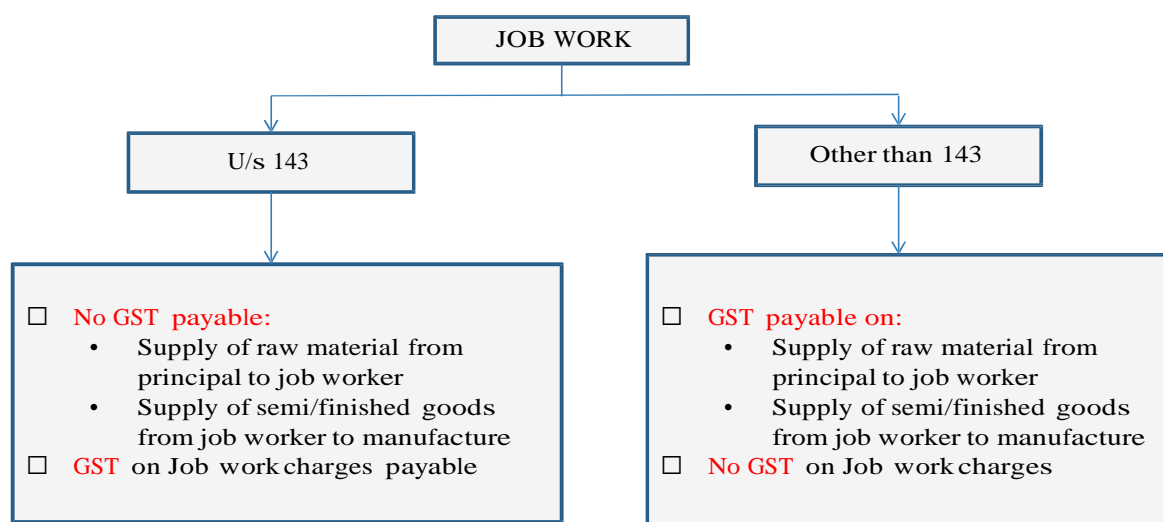 JOB WORK
U/s 143
Other than 143
☐ No GST payable:
• Supply of raw material from
principal to job worker
• Supply of semi/finished goods
from job worker to manufacture
☐ GST on Job work charges payable
☐ GST payable on:
• Supply of raw material from
principal to job worker
• Supply of semi/finished goods
from job worker to manufacture
☐ No GST on Job work charges